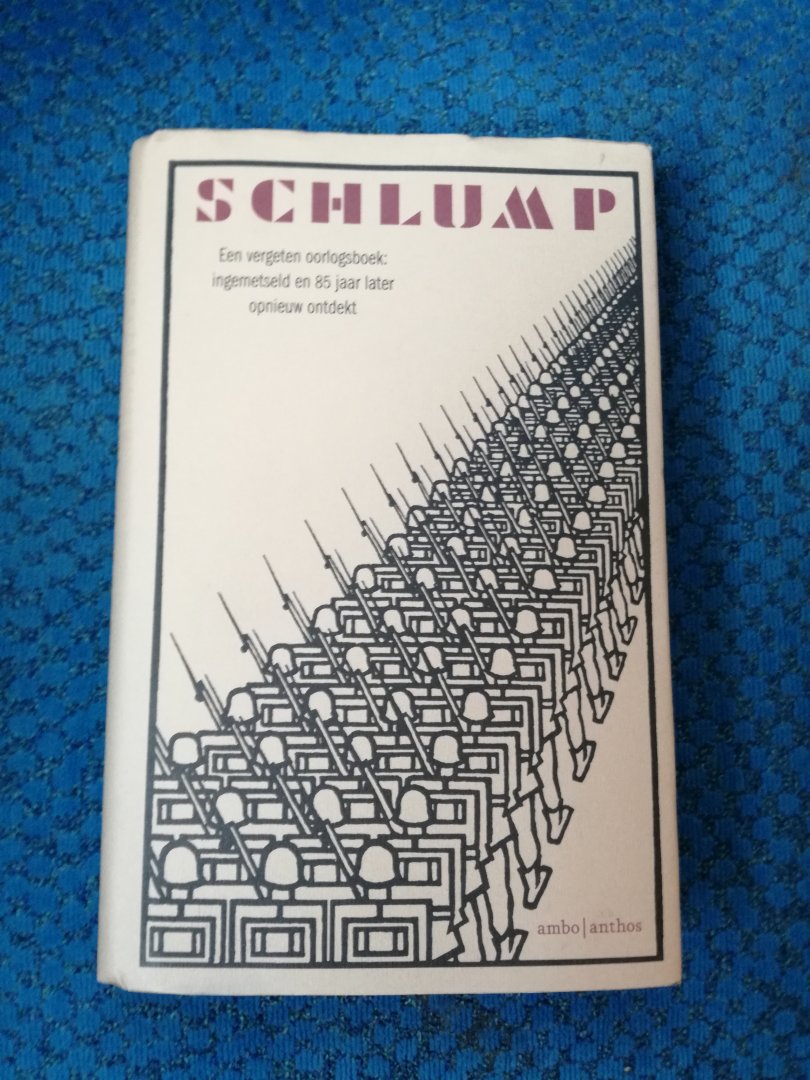 SCHLUMP
Een vergeten oorlogsboek:
ingemetseld en 85 jaar later
opnieuw ontdekt
ambo|anthos